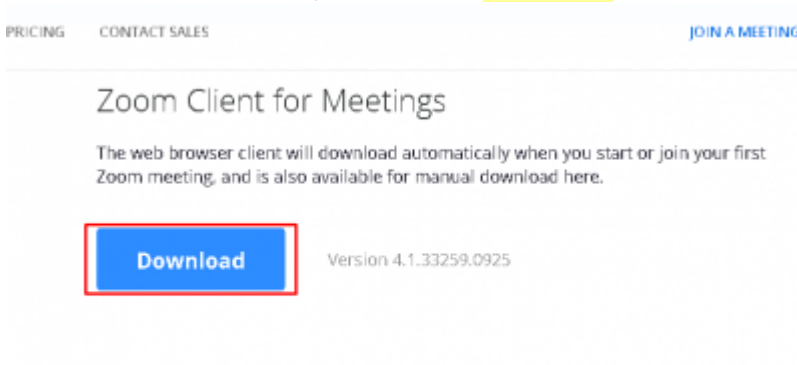 PRICING CONTACT SALES JOIN A MEETING
Zoom Client for Meetings
The web browser client will download automatically when you start or join your first
Zoom meeting, and is also available for manual download here.
Download Version 4.1.33259.0925